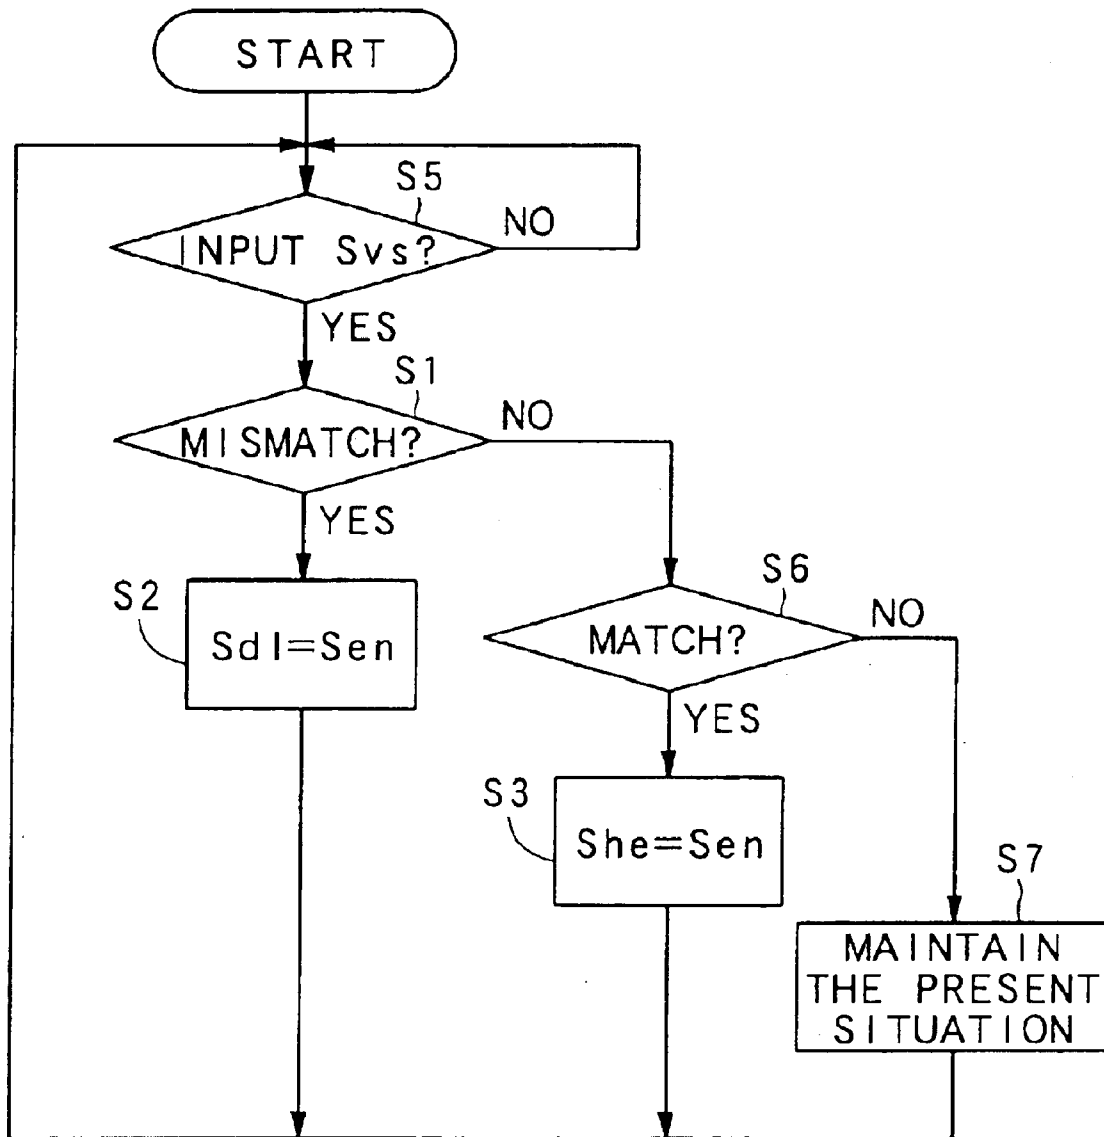 START
S5
INPUT Svs?
NO
YES
S1
MISMATCH?
NO
YES
S2
Sdl=Sen
S6
MATCH?
NO
YES
S3
She=Sen
S7
MAINTAIN
THE PRESENT
SITUATION